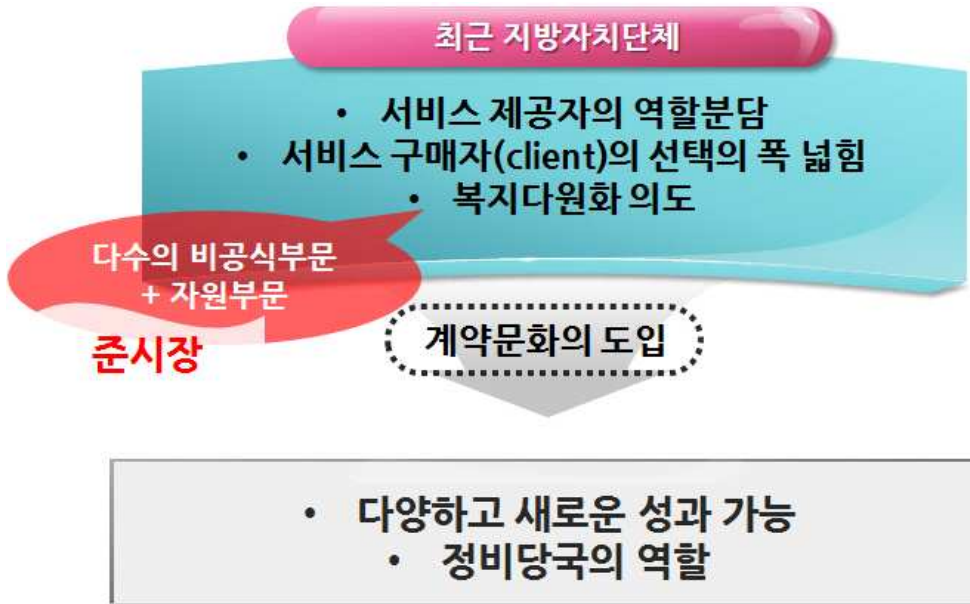 최근 지방자치단체
• 서비스 제공자의 역할분담
• 서비스 구매자(client)의 선택의 폭 넓힘
• 복지다원화 의도
다수의 비공식부문
+ 자원부문
준시장
계약문화의 도입
• 다양하고 새로운 성과 가능
• 정비당국의 역할